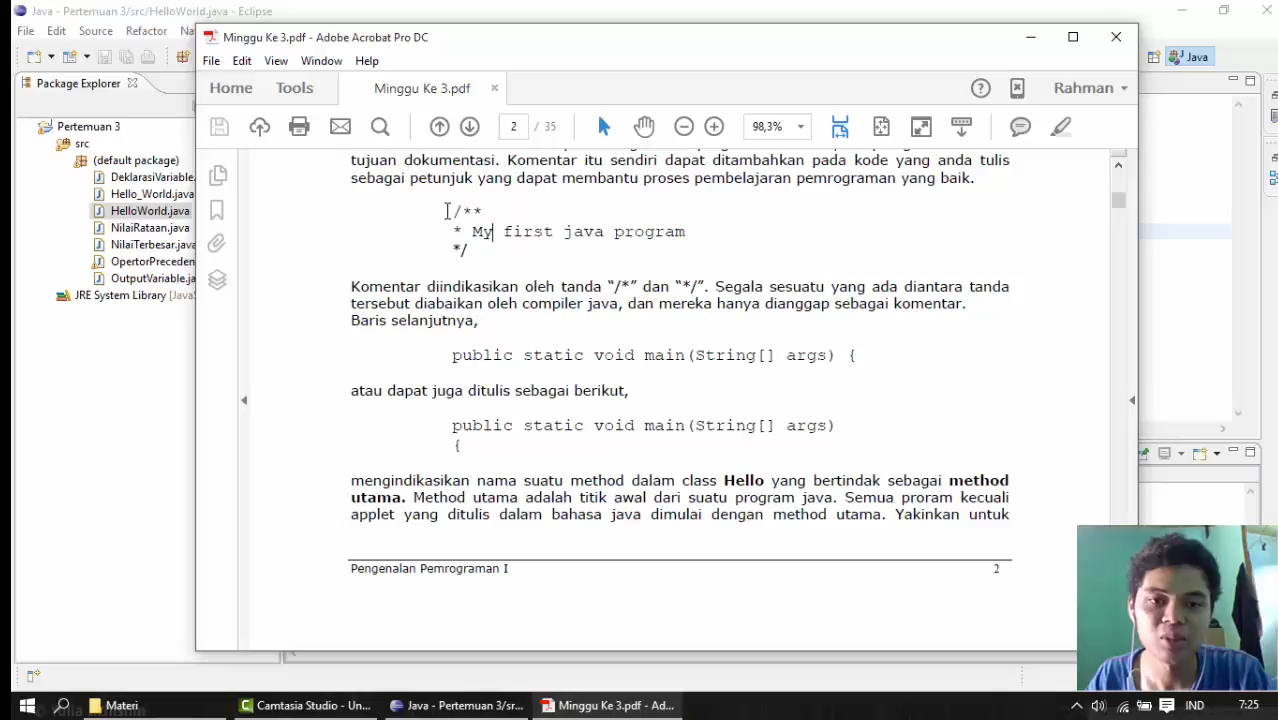 Java - Pertemuan 3/src/HelloWorld.java - Eclipse
File Edit Source Refactor Na
Package Explorer
Pertemuan 3
src
(default package)
DeklarasiVariable.
Hello_World.java
HelloWorld.java
NilaiRataan.java
NilaiTerbesar.java
OpertorPreceden
OutputVariable.ja
JRE System Library [Java
Java
Minggu Ke 3.pdf - Adobe Acrobat Pro DC
File Edit View Window Help
Home Tools Minggu Ke 3.pdf × Rahman
2 / 35 98,3%
tujuan dokumentasi. Komentar itu sendiri dapat ditambahkan pada kode yang anda tulis
sebagai petunjuk yang dapat membantu proses pembelajaran pemrograman yang baik.
/**
* My first java program
*/
Komentar diindikasikan oleh tanda “/*” dan “*/”. Segala sesuatu yang ada diantara tanda
tersebut diabaikan oleh compiler java, dan mereka hanya dianggap sebagai komentar.
Baris selanjutnya,
public static void main(String[] args) {
atau dapat juga ditulis sebagai berikut,
public static void main(String[] args)
{
mengindikasikan nama suatu method dalam class Hello yang bertindak sebagai method
utama. Method utama adalah titik awal dari suatu program java. Semua proram kecuali
applet yang ditulis dalam bahasa java dimulai dengan method utama. Yakinkan untuk
Pengenalan Pemrograman I 2
Materi
Camtasia Studio - Un...
Java - Pertemuan 3/sr...
Minggu Ke 3.pdf - Ad...
IND 7:25